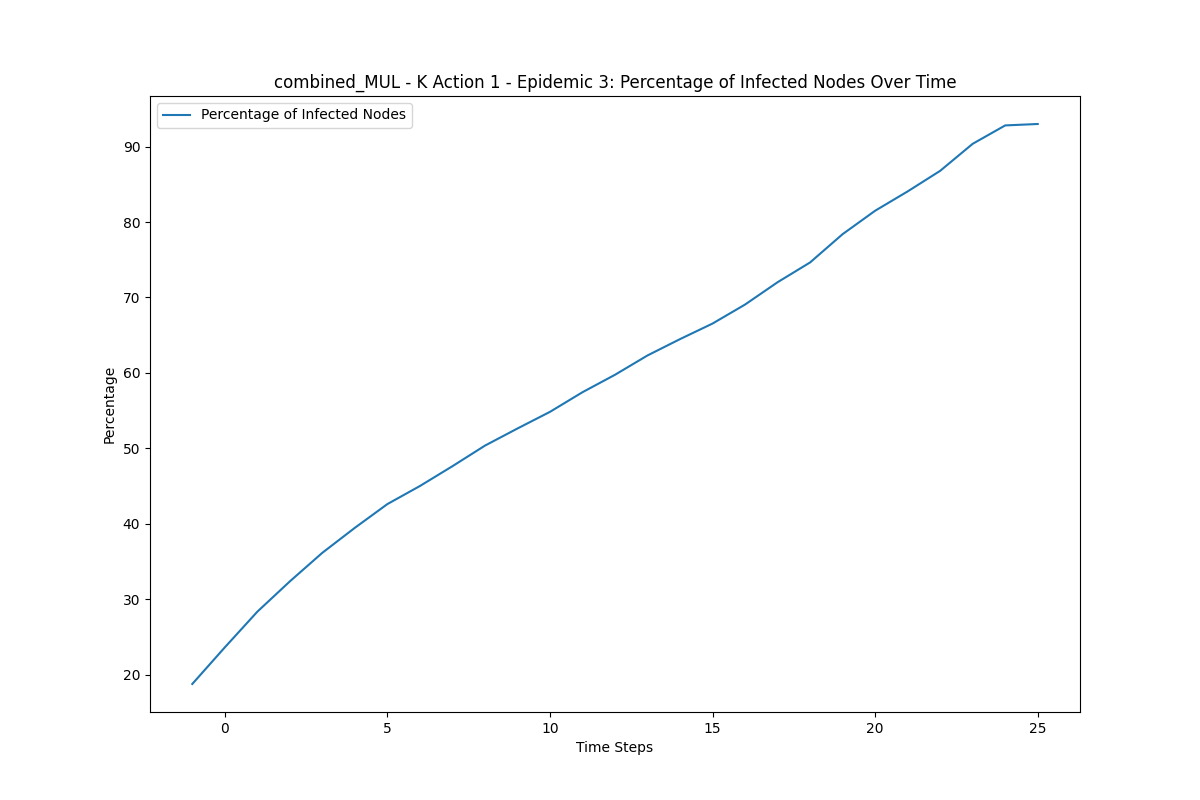 combined_MUL - K Action 1 - Epidemic 3: Percentage of Infected Nodes Over Time
Percentage of Infected Nodes
90
80
70
60
50
40
30
20
Percentage
0 5 10 15 20 25
Time Steps